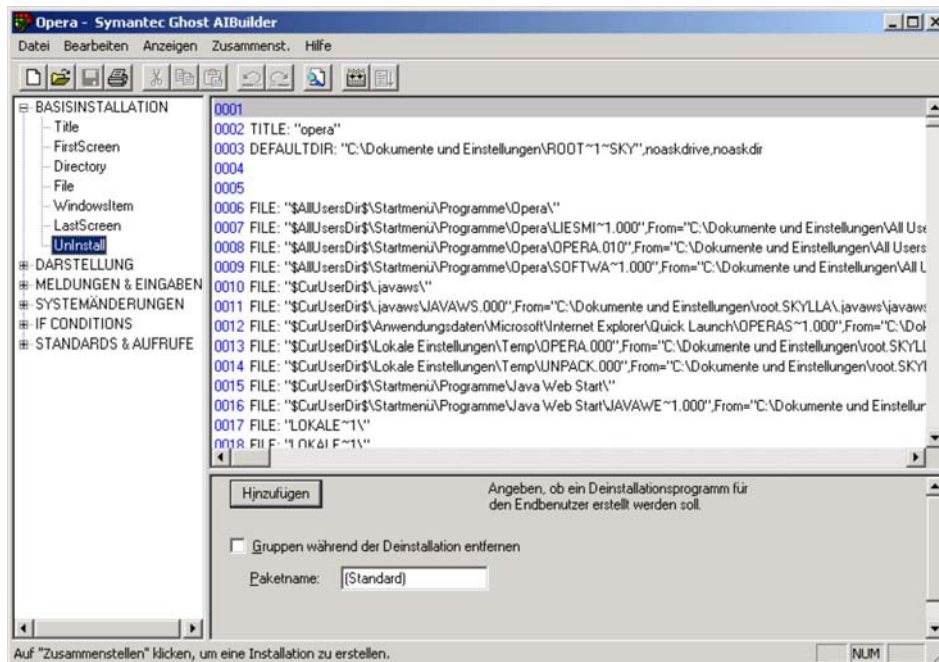 Opera - Symantec Ghost AIBuilder
Datei Bearbeiten Anzeigen Zusammenst. Hilfe
BASISINSTALLATION
Title
FirstScreen
Directory
File
WindowsItem
LastScreen
UnInstall
DARSTELLUNG
MELDUNGEN & EINGABEN
SYSTEMÄNDERUNGEN
IF CONDITIONS
STANDARDS & AUFRUFE
0001
0002 TITLE: "opera"
0003 DEFAULTDIR: "C:\Dokumente und Einstellungen\ROOT~1~SKY",noaskdrive,noaskdir
0004
0005
0006 FILE: "$AllUsersDir$\Startmenü\Programme\Opera\"
0007 FILE: "$AllUsersDir$\Startmenü\Programme\Opera\LIESMI~1.000",From="C:\Dokumente und Einstellungen\All Use
0008 FILE: "$AllUsersDir$\Startmenü\Programme\Opera\OPERA.010",From="C:\Dokumente und Einstellungen\All Users
0009 FILE: "$AllUsersDir$\Startmenü\Programme\Opera\SOFTWA~1.000",From="C:\Dokumente und Einstellungen\All U
0010 FILE: "$CurUserDir$\.javaws\"
0011 FILE: "$CurUserDir$\.javaws\JAVAWS.000",From="C:\Dokumente und Einstellungen\root.SKYLLA\.javaws\javaws
0012 FILE: "$CurUserDir$\Anwendungsdaten\Microsoft\Internet Explorer\Quick Launch\OPERAS~1.000",From="C:\Dok
0013 FILE: "$CurUserDir$\Lokale Einstellungen\Temp\OPERA.000",From="C:\Dokumente und Einstellungen\root.SKYLL
0014 FILE: "$CurUserDir$\Lokale Einstellungen\Temp\UNPACK.000",From="C:\Dokumente und Einstellungen\root.SKYI
0015 FILE: "$CurUserDir$\Startmenü\Programme\Java Web Start\"
0016 FILE: "$CurUserDir$\Startmenü\Programme\Java Web Start\JAVAWE~1.000",From="C:\Dokumente und Einstellur
0017 FILE: "LOKALE~1\"
0018 FILE: "LOKALE~1\"
Hinzufügen
Angeben, ob ein Deinstallationsprogramm für
den Endbenutzer erstellt werden soll.
Gruppen während der Deinstallation entfernen
Paketname: (Standard)
Auf "Zusammenstellen" klicken, um eine Installation zu erstellen.
NUM